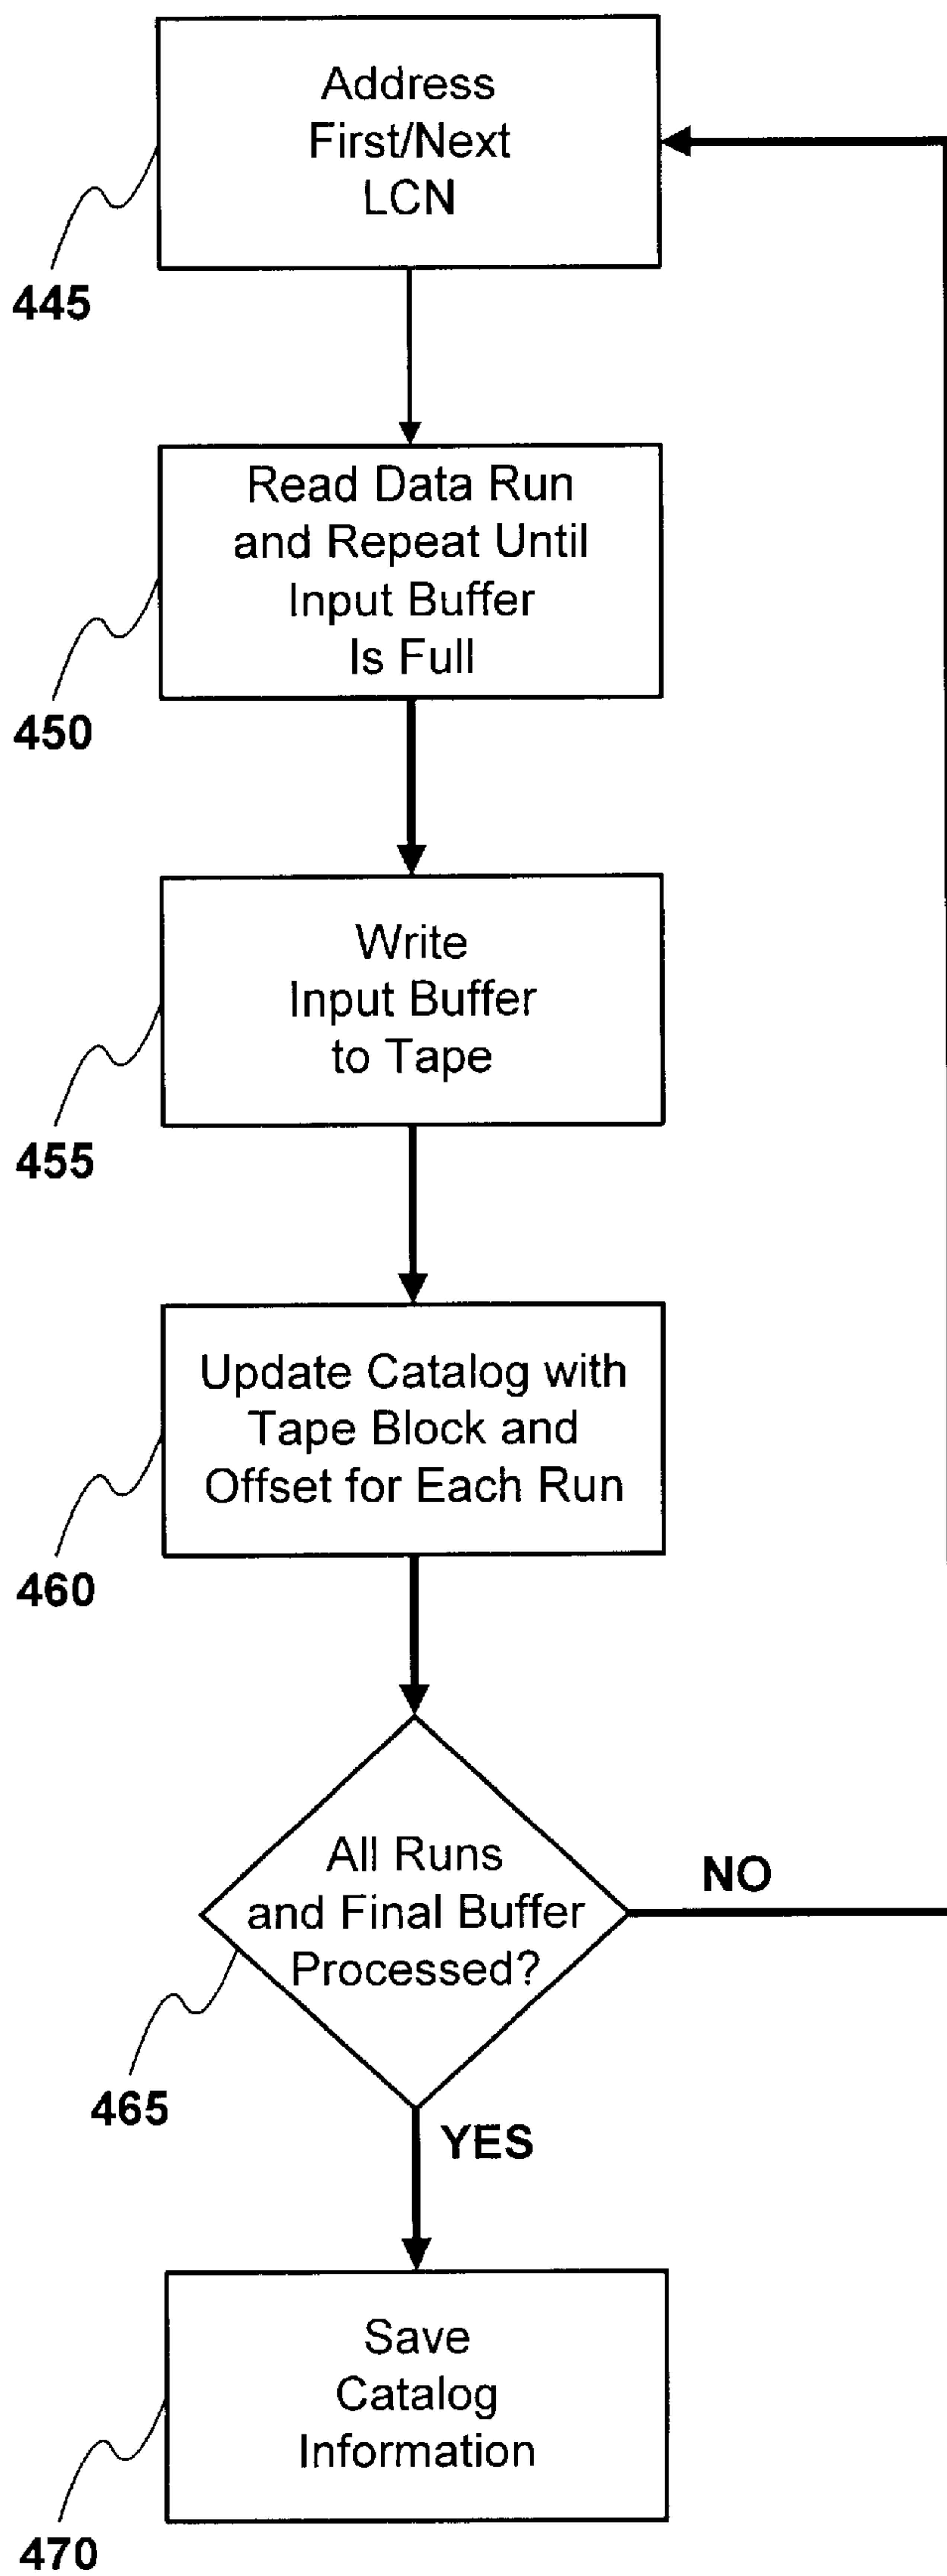 Address
First/Next
LCN
445
Read Data Run
and Repeat Until
Input Buffer
Is Full
450
Write
Input Buffer
to Tape
455
Update Catalog with
Tape Block and
Offset for Each Run
460
All Runs
and Final Buffer
Processed?
NO
465
YES
Save
Catalog
Information
470